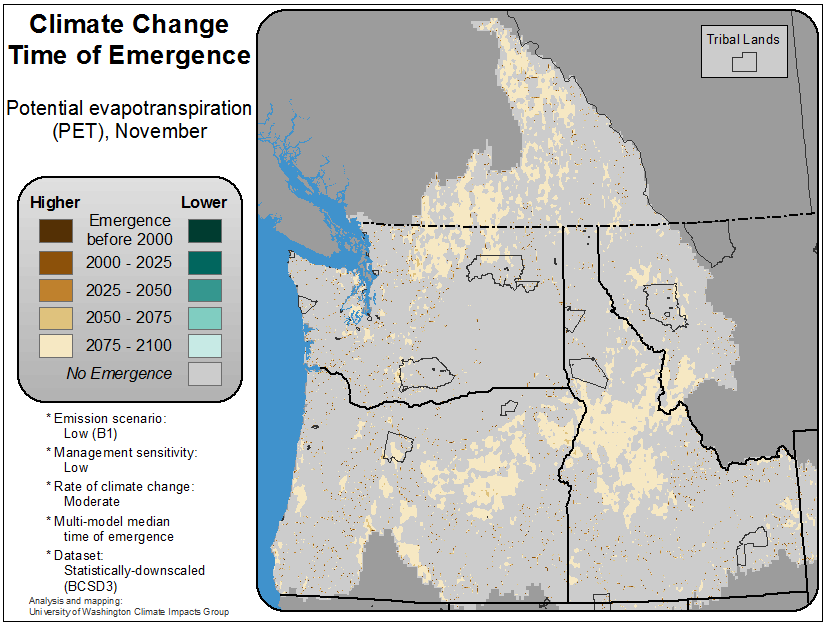 Climate Change
Time of Emergence
Potential evapotranspiration
(PET), November
Higher
Lower
Emergence
before 2000
2000 - 2025
2025 - 2050
2050 - 2075
2075 - 2100
No Emergence
* Emission scenario:
Low (B1)
* Management sensitivity:
Low
* Rate of climate change:
Moderate
* Multi-model median
time of emergence
* Dataset:
Statistically-downscaled
(BCSD3)
Analysis and mapping:
University of Washington Climate Impacts Group
Tribal Lands